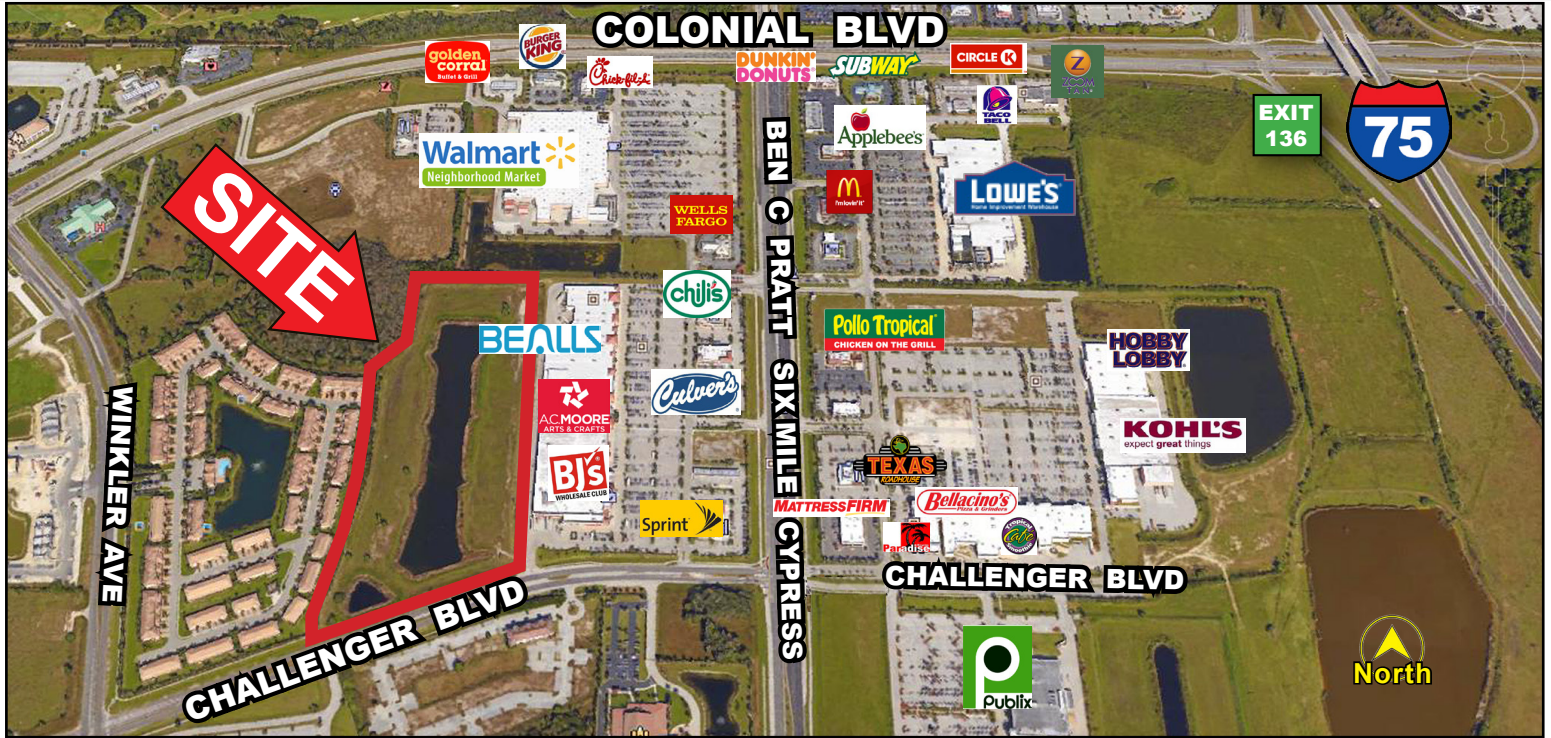 COLONIAL BLVD
golden
corral
Buffet & Grill
BURGER
KING
Chick-fil-A
DUNKIN'
DONUTS
SUBWAY
CIRCLE K
Z
ZOOM
TAN
TACO
BELL
Applebee's
EXIT
136
75
Walmart
Neighborhood Market
SITE
WELLS
FARGO
i'm lovin' it
LOWE'S
Home Improvement Warehouse
BEN C PRATT SIX MILE CYPRESS
chili's
BEALLS
Pollo Tropical
CHICKEN ON THE GRILL
HOBBY
LOBBY
Culver's
A.C.MOORE
ARTS & CRAFTS
KOHL'S
expect great things
WINKLER AVE
BJ's
WHOLESALE CLUB
TEXAS
ROADHOUSE
Sprint
MATTRESSFIRM
Bellacino's
Pizza & Grinders
Paradise
Tropical
Smoothie
Cafe
CHALLENGER BLVD
CHALLENGER BLVD
Publix
North